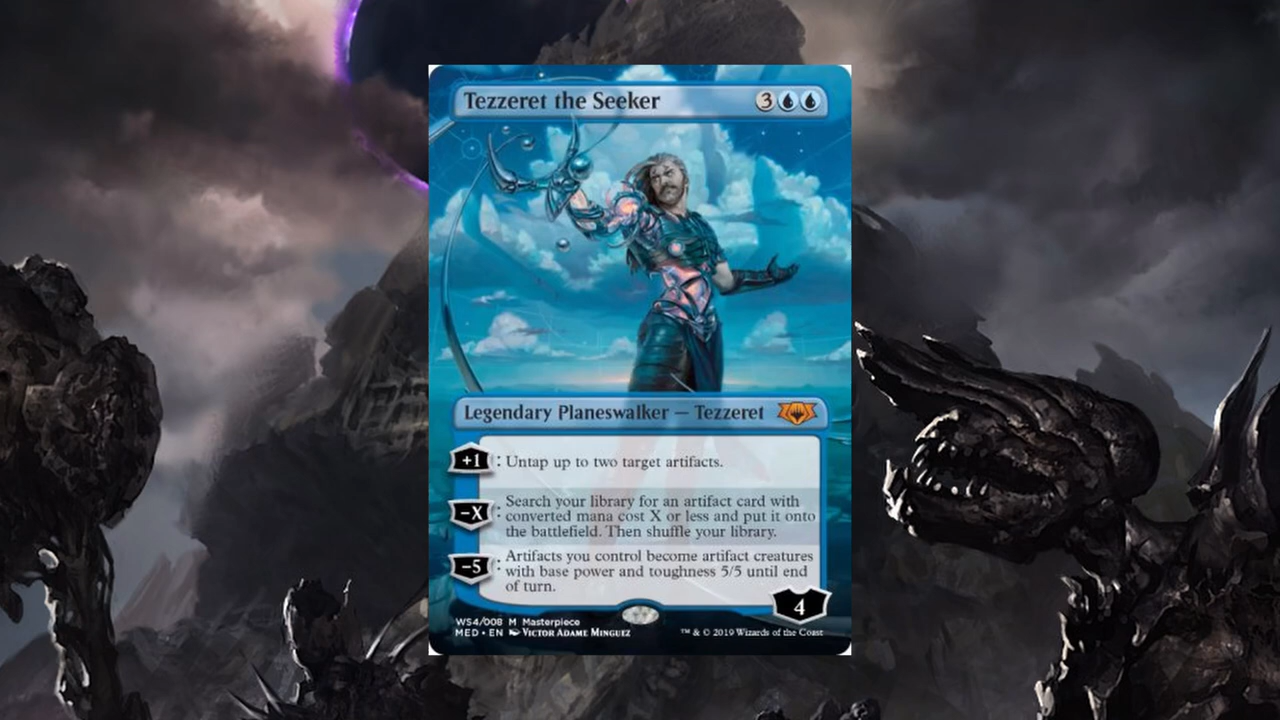 Tezzeret the Seeker 3
Legendary Planeswalker — Tezzeret
+1 : Untap up to two target artifacts.
−X : Search your library for an artifact card with
converted mana cost X or less and put it onto
the battlefield. Then shuffle your library.
−5 : Artifacts you control become artifact creatures
with base power and toughness 5/5 until end
of turn.
4
WS4/008 M Masterpiece
MED • EN Victor Adame Minguez
™ & © 2019 Wizards of the Coast